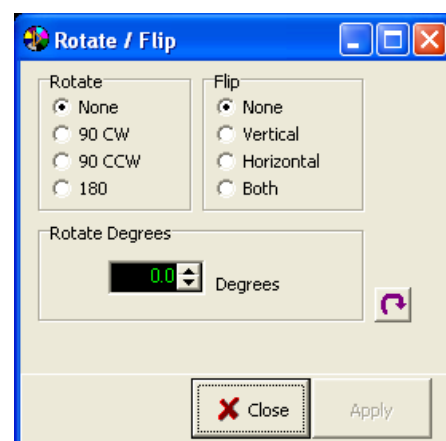 Rotate / Flip
Rotate
None
90 CW
90 CCW
180
Flip
None
Vertical
Horizontal
Both
Rotate Degrees
0.0 Degrees
Close
Apply